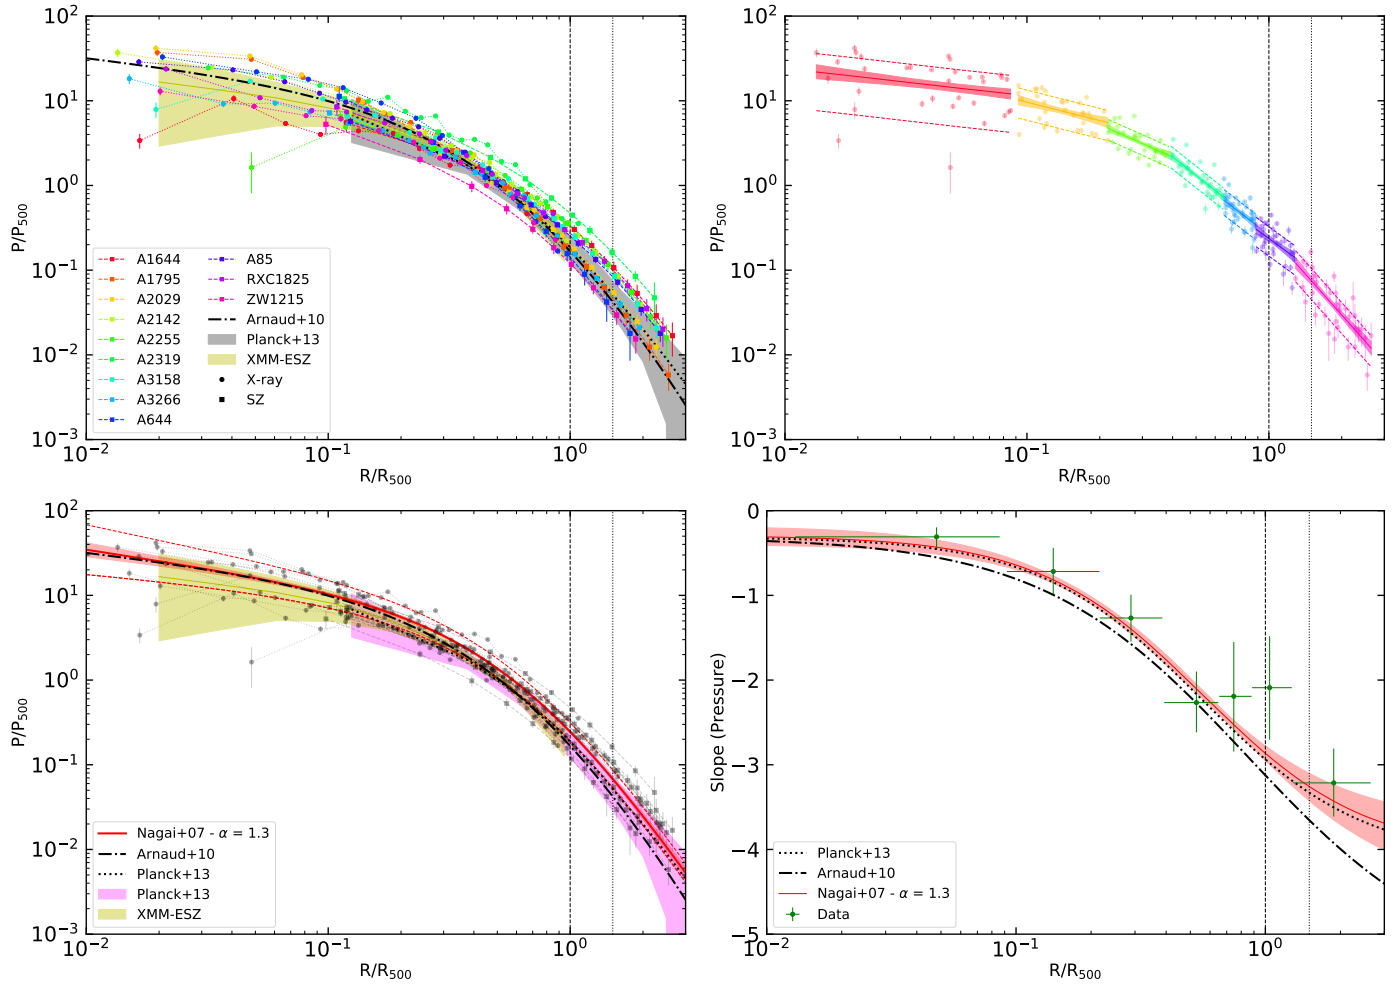 10²
10¹
10⁰
10⁻¹
10⁻²
10⁻³
P/P₅₀₀
A1644
A1795
A2029
A2142
A2255
A2319
A3158
A3266
A644
A85
RXC1825
ZW1215
Arnaud+10
Planck+13
XMM-ESZ
X-ray
SZ
10⁻² 10⁻¹ 10⁰
R/R₅₀₀
10²
10¹
10⁰
10⁻¹
10⁻²
10⁻³
P/P₅₀₀
10⁻² 10⁻¹ 10⁰
R/R₅₀₀
10²
10¹
10⁰
10⁻¹
10⁻²
10⁻³
P/P₅₀₀
Nagai+07 - α = 1.3
Arnaud+10
Planck+13
Planck+13
XMM-ESZ
10⁻² 10⁻¹ 10⁰
R/R₅₀₀
0
−1
−2
−3
−4
−5
Slope (Pressure)
Planck+13
Arnaud+10
Nagai+07 - α = 1.3
Data
10⁻² 10⁻¹ 10⁰
R/R₅₀₀